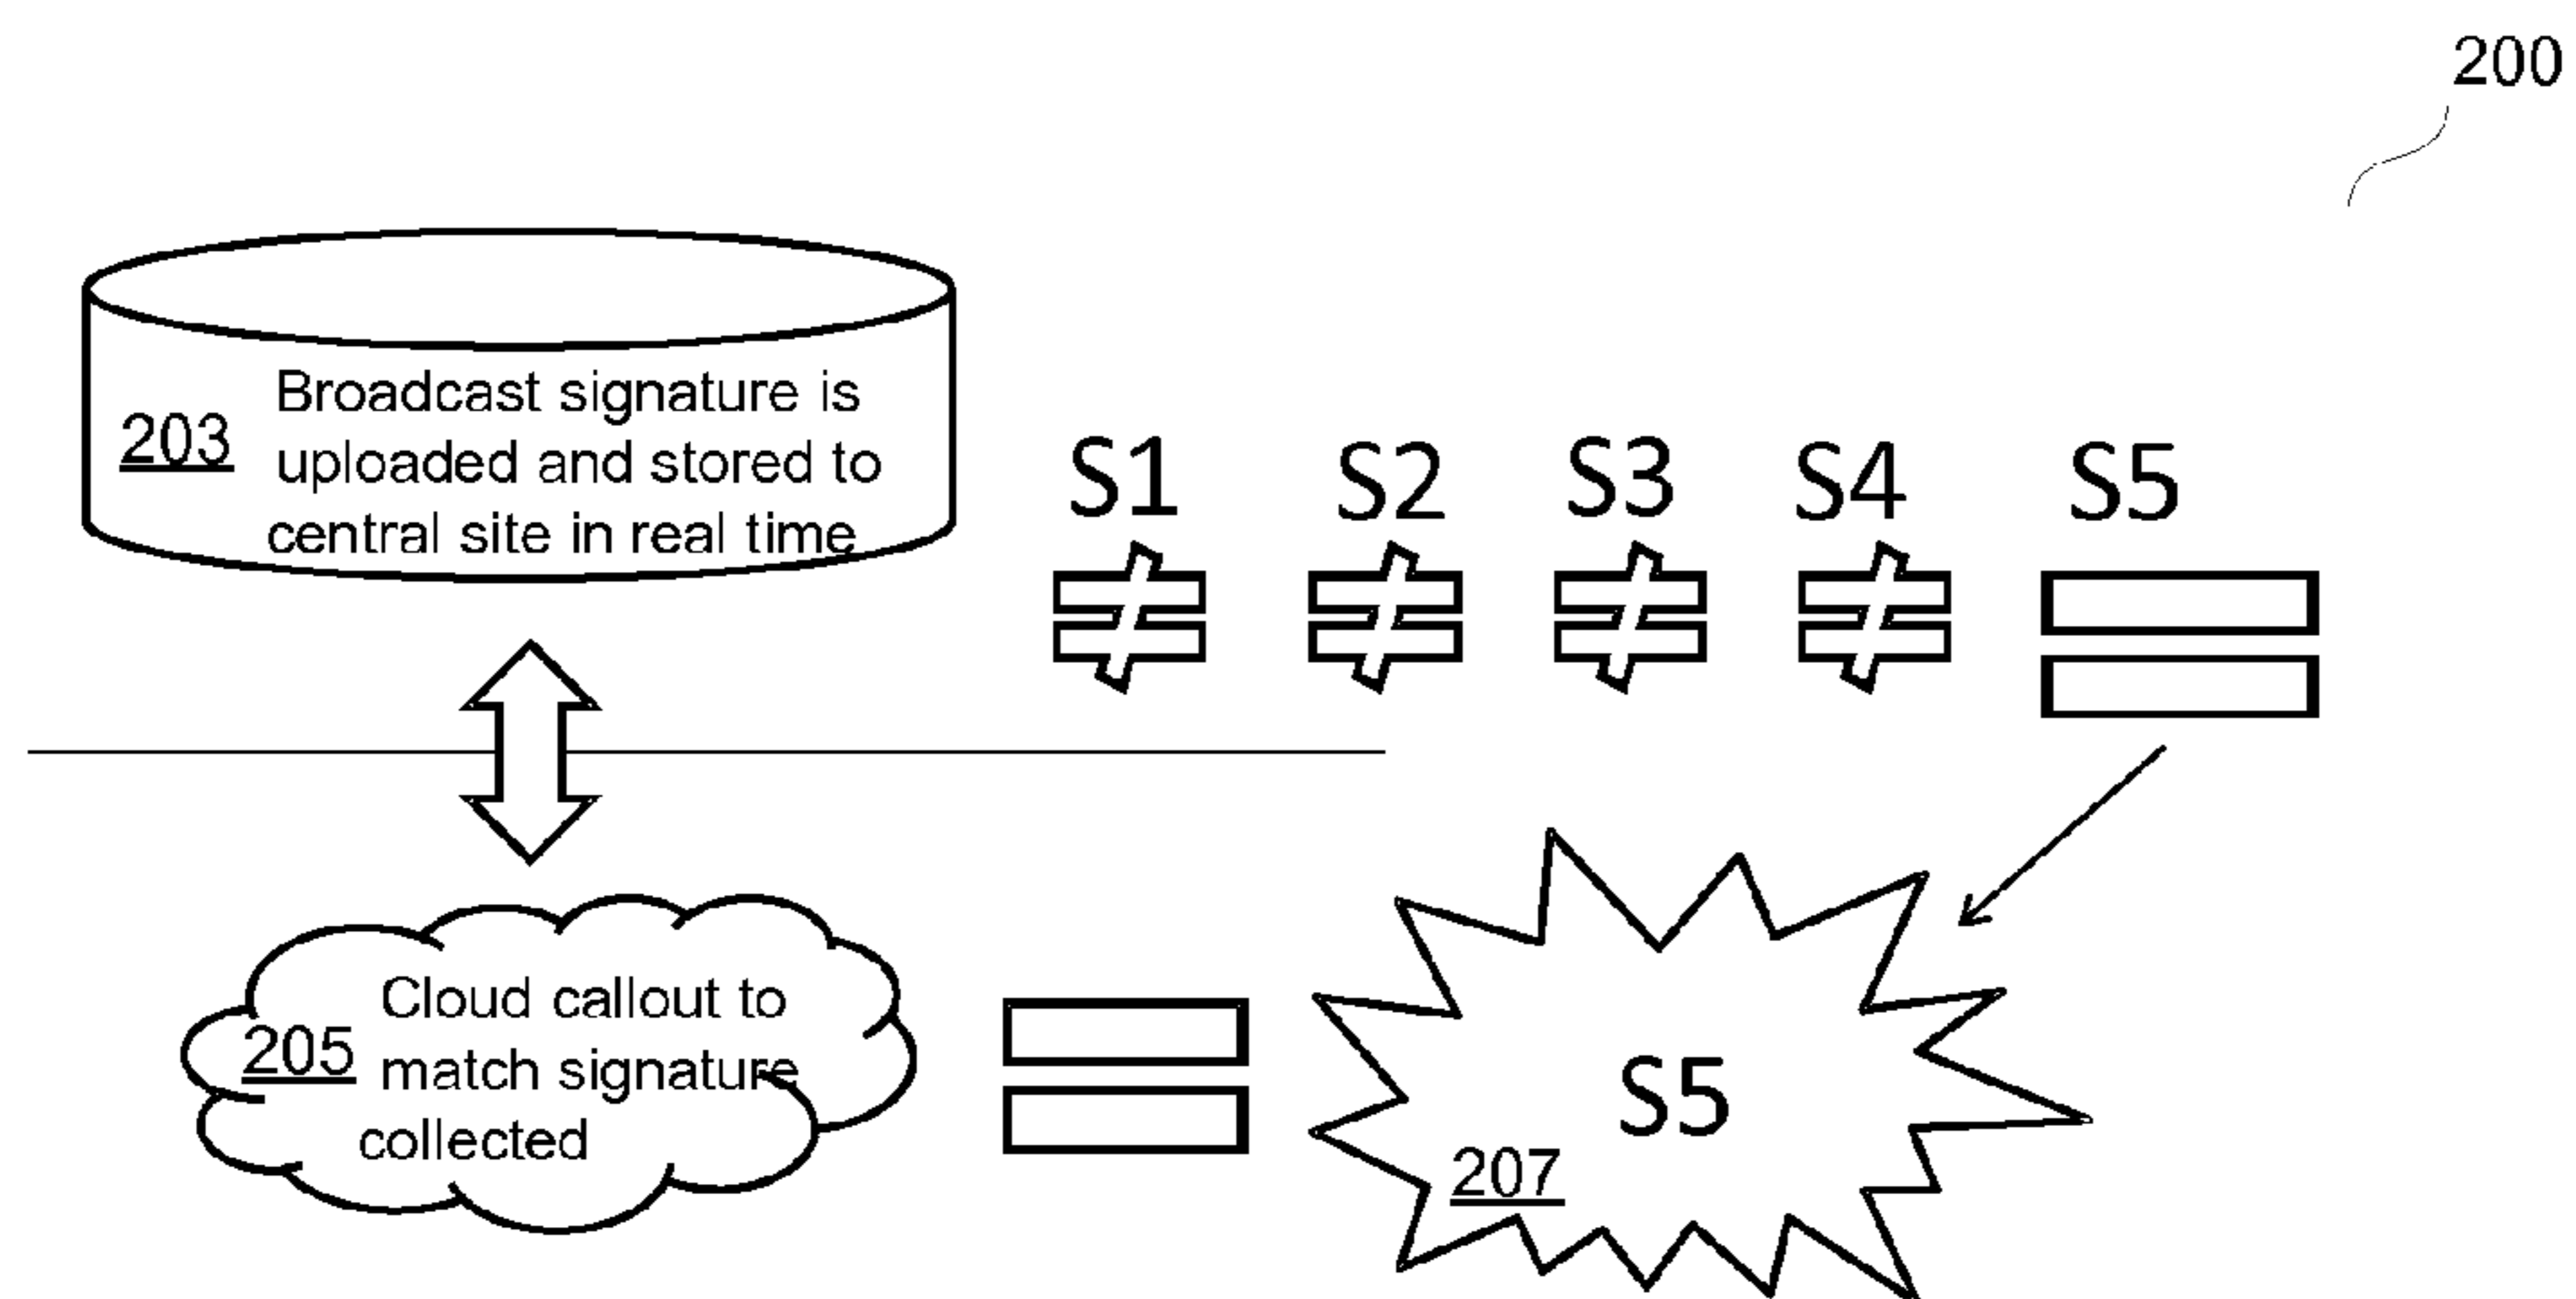 200
203 Broadcast signature is
uploaded and stored to
central site in real time
S1 S2 S3 S4 S5
205 Cloud callout to
match signature
collected
S5
207